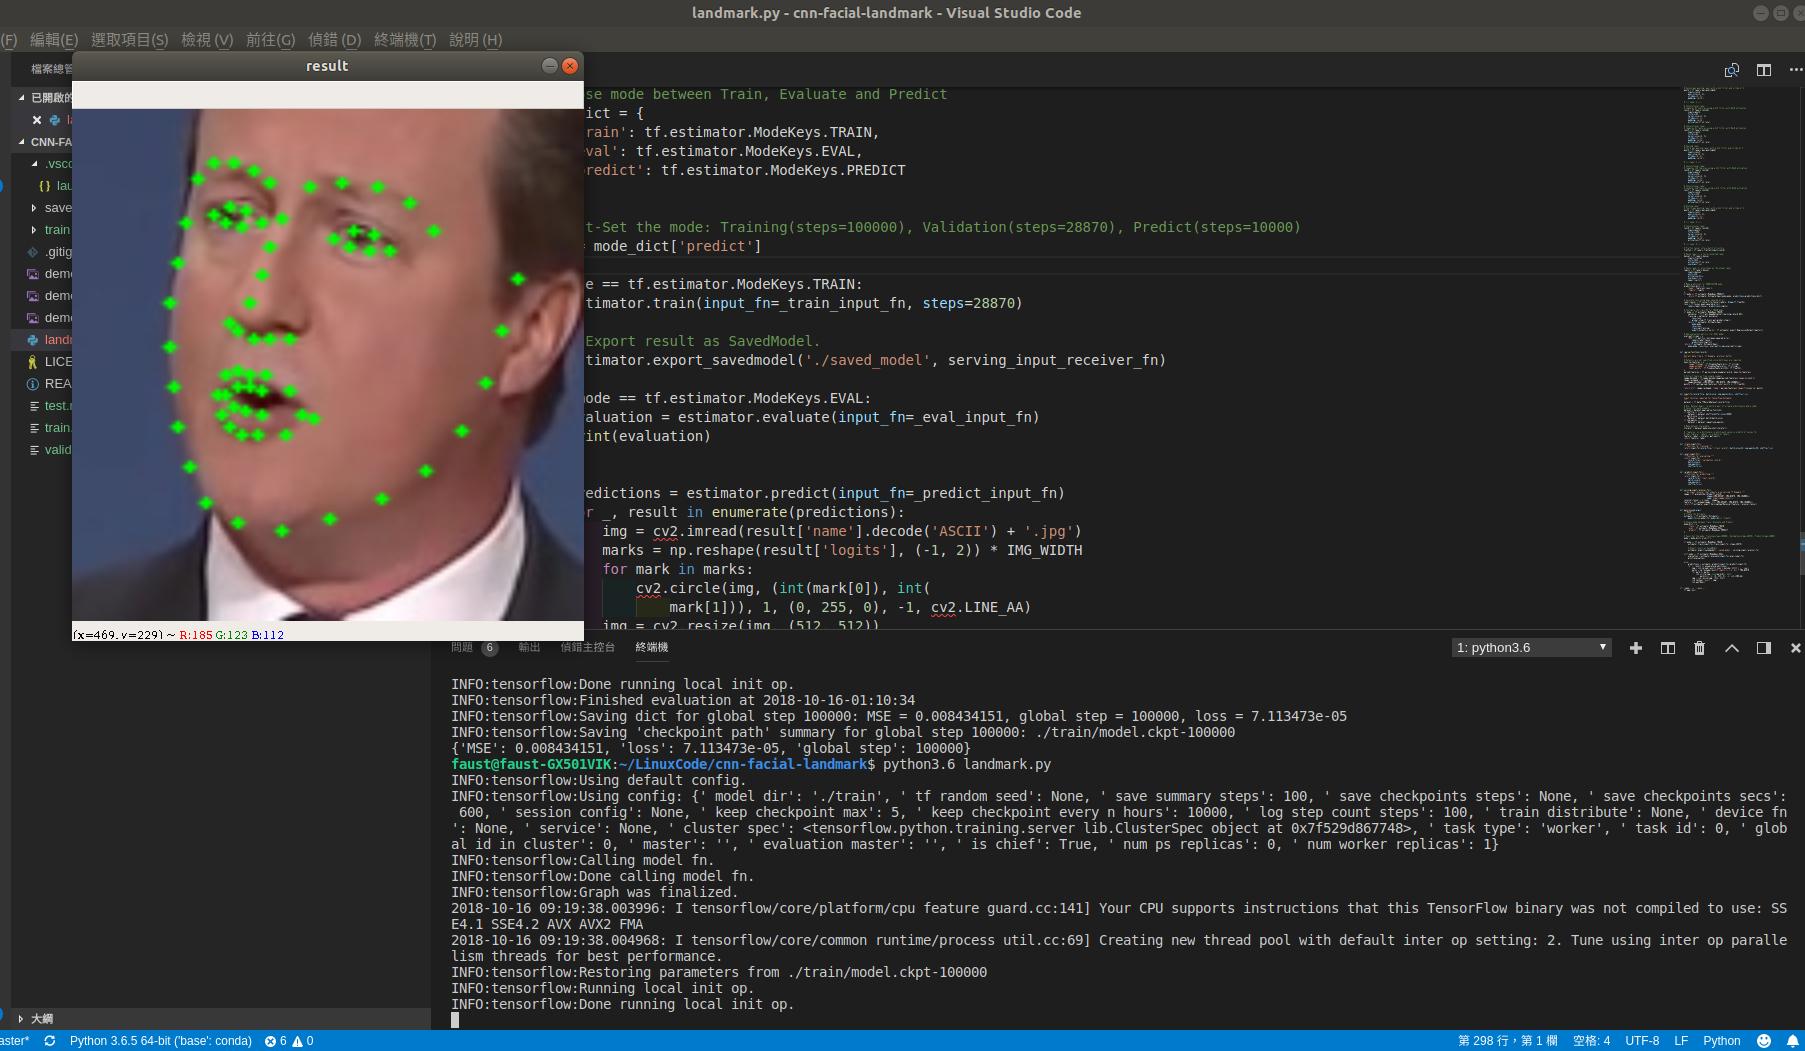 landmark.py - cnn-facial-landmark - Visual Studio Code
(F) 編輯(E) 選取項目(S) 檢視 (V) 前往(G) 偵錯 (D) 終端機(T) 說明 (H)
檔案總管
已開啟的
CNN-FA
.vsco
{ } lau
save
train
.gitig
demo
demo
demo
landn
LICE
REA
test.r
train.
valid
大綱
result
(x=469, y=229) ~ R:185 G:123 B:112
se mode between Train, Evaluate and Predict
ict = {
rain': tf.estimator.ModeKeys.TRAIN,
val': tf.estimator.ModeKeys.EVAL,
redict': tf.estimator.ModeKeys.PREDICT
t-Set the mode: Training(steps=100000), Validation(steps=28870), Predict(steps=10000)
= mode_dict['predict']
e == tf.estimator.ModeKeys.TRAIN:
timator.train(input_fn=_train_input_fn, steps=28870)
Export result as SavedModel.
timator.export_savedmodel('./saved_model', serving_input_receiver_fn)
ode == tf.estimator.ModeKeys.EVAL:
aluation = estimator.evaluate(input_fn=_eval_input_fn)
int(evaluation)
edictions = estimator.predict(input_fn=_predict_input_fn)
r _, result in enumerate(predictions):
img = cv2.imread(result['name'].decode('ASCII') + '.jpg')
marks = np.reshape(result['logits'], (-1, 2)) * IMG_WIDTH
for mark in marks:
cv2.circle(img, (int(mark[0]), int(
mark[1])), 1, (0, 255, 0), -1, cv2.LINE_AA)
img = cv2.resize(img, (512, 512))
問題 6 輸出 偵錯主控台 終端機 1: python3.6
INFO:tensorflow:Done running local init op.
INFO:tensorflow:Finished evaluation at 2018-10-16-01:10:34
INFO:tensorflow:Saving dict for global step 100000: MSE = 0.008434151, global step = 100000, loss = 7.113473e-05
INFO:tensorflow:Saving 'checkpoint path' summary for global step 100000: ./train/model.ckpt-100000
{'MSE': 0.008434151, 'loss': 7.113473e-05, 'global step': 100000}
faust@faust-GX501VIK:~/LinuxCode/cnn-facial-landmark$ python3.6 landmark.py
INFO:tensorflow:Using default config.
INFO:tensorflow:Using config: {' model dir': './train', ' tf random seed': None, ' save summary steps': 100, ' save checkpoints steps': None, ' save checkpoints secs':
600, ' session config': None, ' keep checkpoint max': 5, ' keep checkpoint every n hours': 10000, ' log step count steps': 100, ' train distribute': None, ' device fn
': None, ' service': None, ' cluster spec': <tensorflow.python.training.server lib.ClusterSpec object at 0x7f529d867748>, ' task type': 'worker', ' task id': 0, ' glob
al id in cluster': 0, ' master': '', ' evaluation master': '', ' is chief': True, ' num ps replicas': 0, ' num worker replicas': 1}
INFO:tensorflow:Calling model fn.
INFO:tensorflow:Done calling model fn.
INFO:tensorflow:Graph was finalized.
2018-10-16 09:19:38.003996: I tensorflow/core/platform/cpu feature guard.cc:141] Your CPU supports instructions that this TensorFlow binary was not compiled to use: SS
E4.1 SSE4.2 AVX AVX2 FMA
2018-10-16 09:19:38.004968: I tensorflow/core/common runtime/process util.cc:69] Creating new thread pool with default inter op setting: 2. Tune using inter op paralle
lism threads for best performance.
INFO:tensorflow:Restoring parameters from ./train/model.ckpt-100000
INFO:tensorflow:Running local init op.
INFO:tensorflow:Done running local init op.
aster* Python 3.6.5 64-bit ('base': conda) 6 0 第 298 行，第 1 欄 空格: 4 UTF-8 LF Python